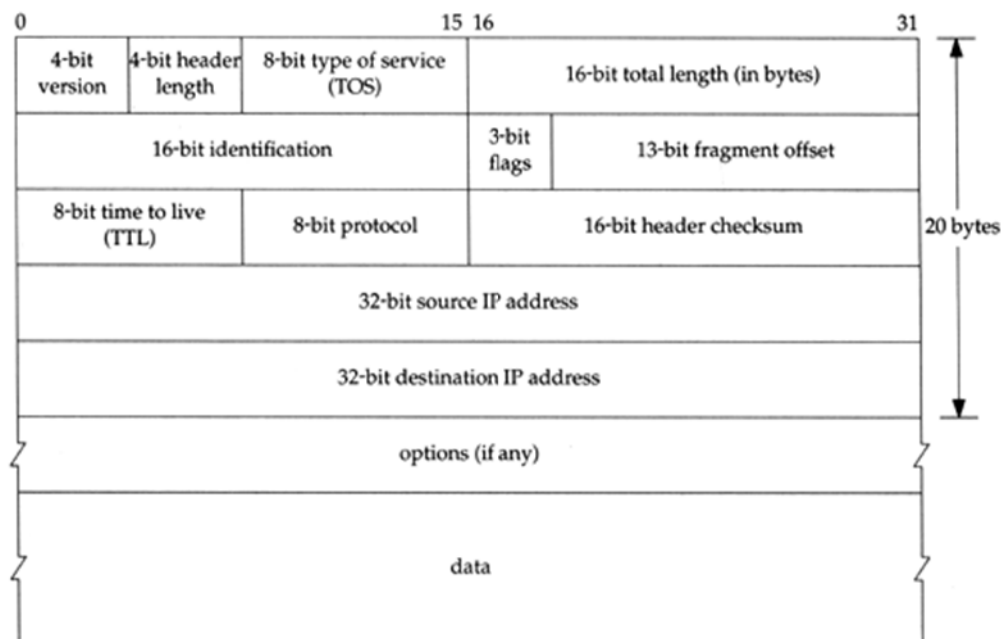 0 15 16 31
4-bit
version
4-bit header
length
8-bit type of service
(TOS)
16-bit total length (in bytes)
16-bit identification
3-bit
flags
13-bit fragment offset
8-bit time to live
(TTL)
8-bit protocol
16-bit header checksum
20 bytes
32-bit source IP address
32-bit destination IP address
options (if any)
data